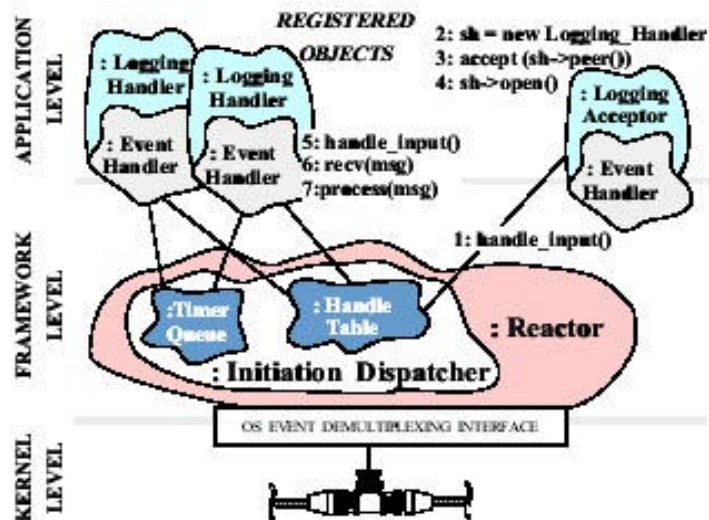 REGISTERED
OBJECTS
2: sh = new Logging_Handler
3: accept (sh->peer())
4: sh->open()
APPLICATION
LEVEL
: Logging
Handler
: Event
Handler
: Logging
Handler
: Event
Handler
5: handle_input()
6: recv(msg)
7:process(msg)
: Logging
Acceptor
: Event
Handler
1: handle_input()
FRAMEWORK
LEVEL
:Timer
Queue
: Handle
Table
: Reactor
: Initiation Dispatcher
OS EVENT DEMULTIPLEXING INTERFACE
KERNEL
LEVEL